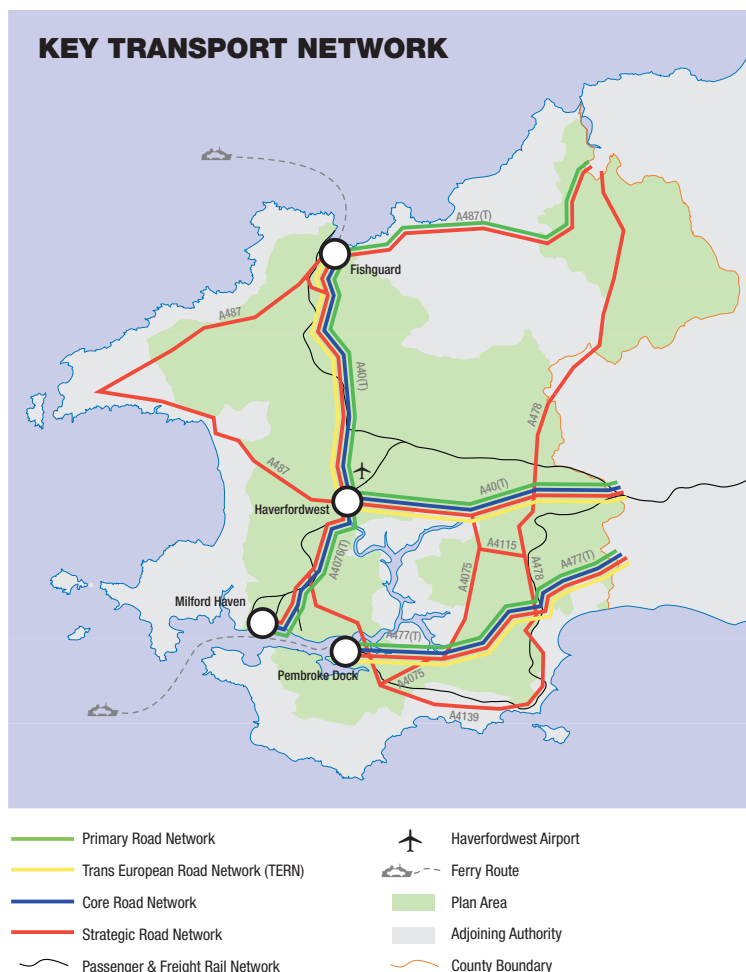 KEY TRANSPORT NETWORK
A487(T)
Fishguard
A487
A40(T)
A478
A487
A40(T)
Haverfordwest
A4076(T)
A4075
A4115
A478
A477(T)
Milford Haven
A477(T)
Pembroke Dock
A4075
A4139
Primary Road Network
Trans European Road Network (TERN)
Core Road Network
Strategic Road Network
Passenger & Freight Rail Network
Haverfordwest Airport
Ferry Route
Plan Area
Adjoining Authority
County Boundary